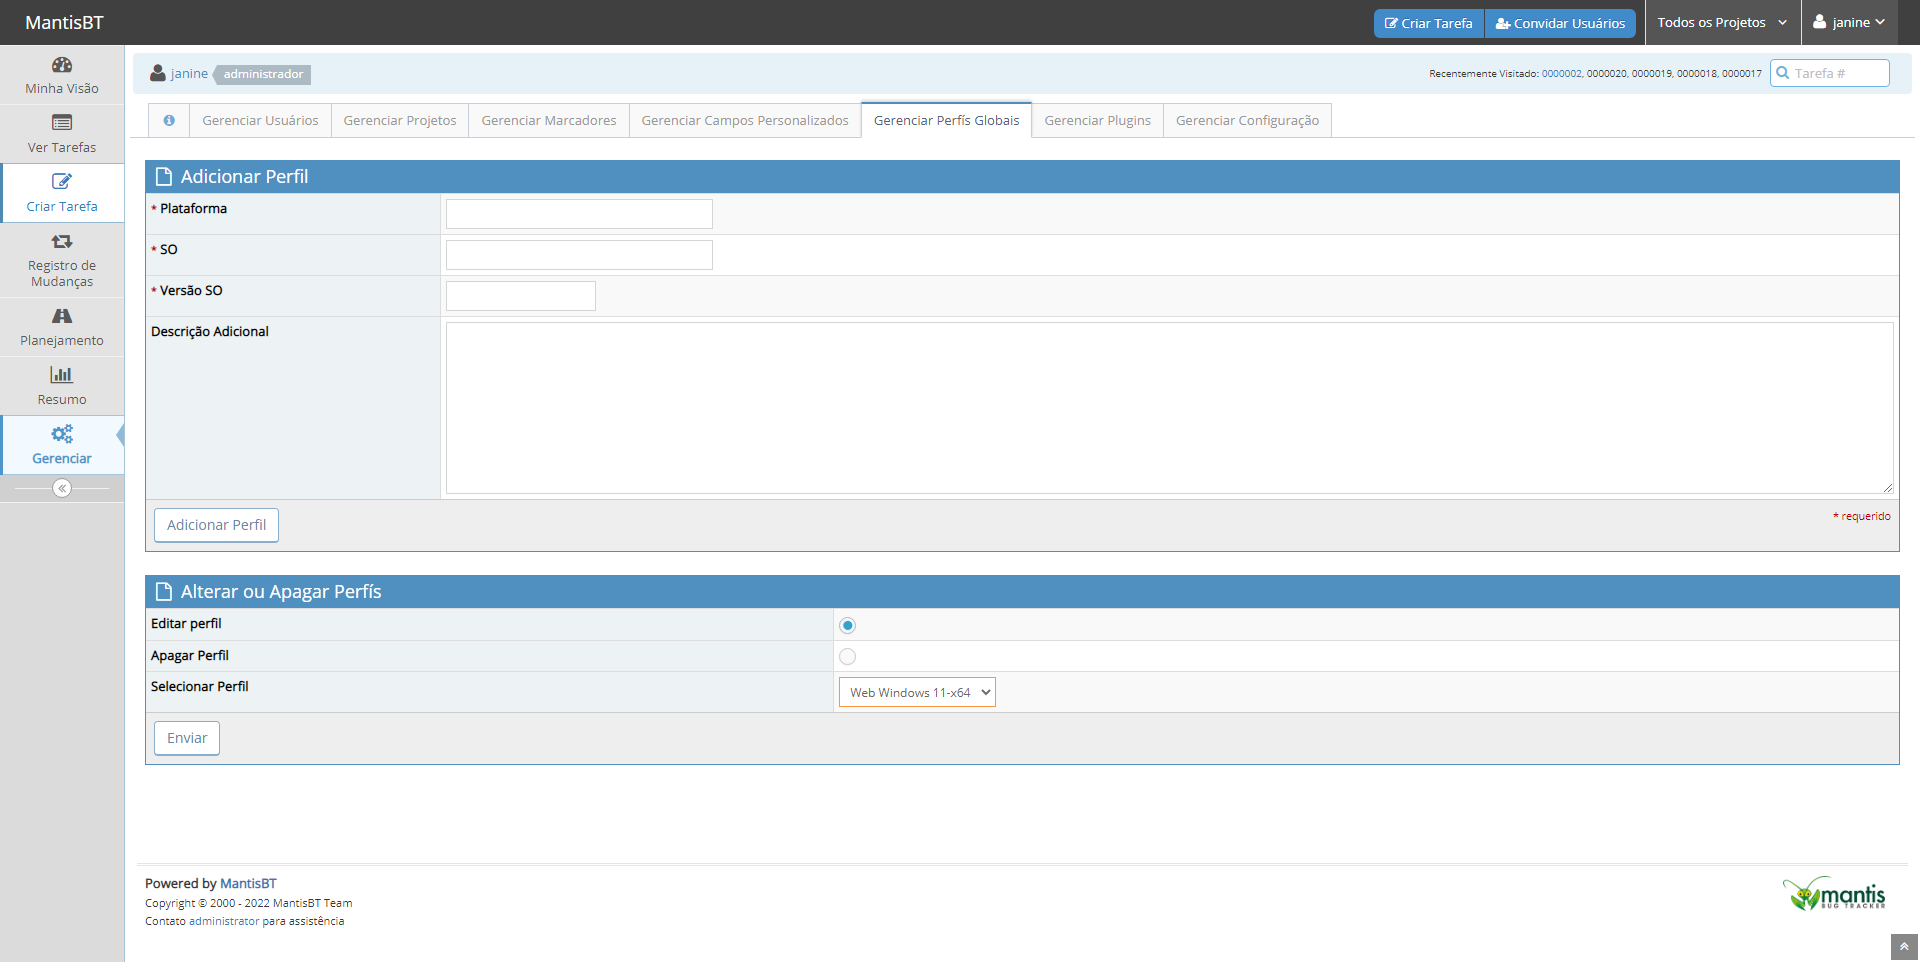 MantisBT
Criar Tarefa
Convidar Usuários
Todos os Projetos
janine
Minha Visão
Ver Tarefas
Criar Tarefa
Registro de
Mudanças
Planejamento
Resumo
Gerenciar
janine administrador
Recentemente Visitado: 0000002, 0000020, 0000019, 0000018, 0000017
Tarefa #
Gerenciar Usuários
Gerenciar Projetos
Gerenciar Marcadores
Gerenciar Campos Personalizados
Gerenciar Perfís Globais
Gerenciar Plugins
Gerenciar Configuração
Adicionar Perfil
* Plataforma
* SO
* Versão SO
Descrição Adicional
Adicionar Perfil
* requerido
Alterar ou Apagar Perfís
Editar perfil
Apagar Perfil
Selecionar Perfil
Web Windows 11-x64
Enviar
Powered by MantisBT
Copyright © 2000 - 2022 MantisBT Team
Contato administrator para assistência
mantis
BUG TRACKER